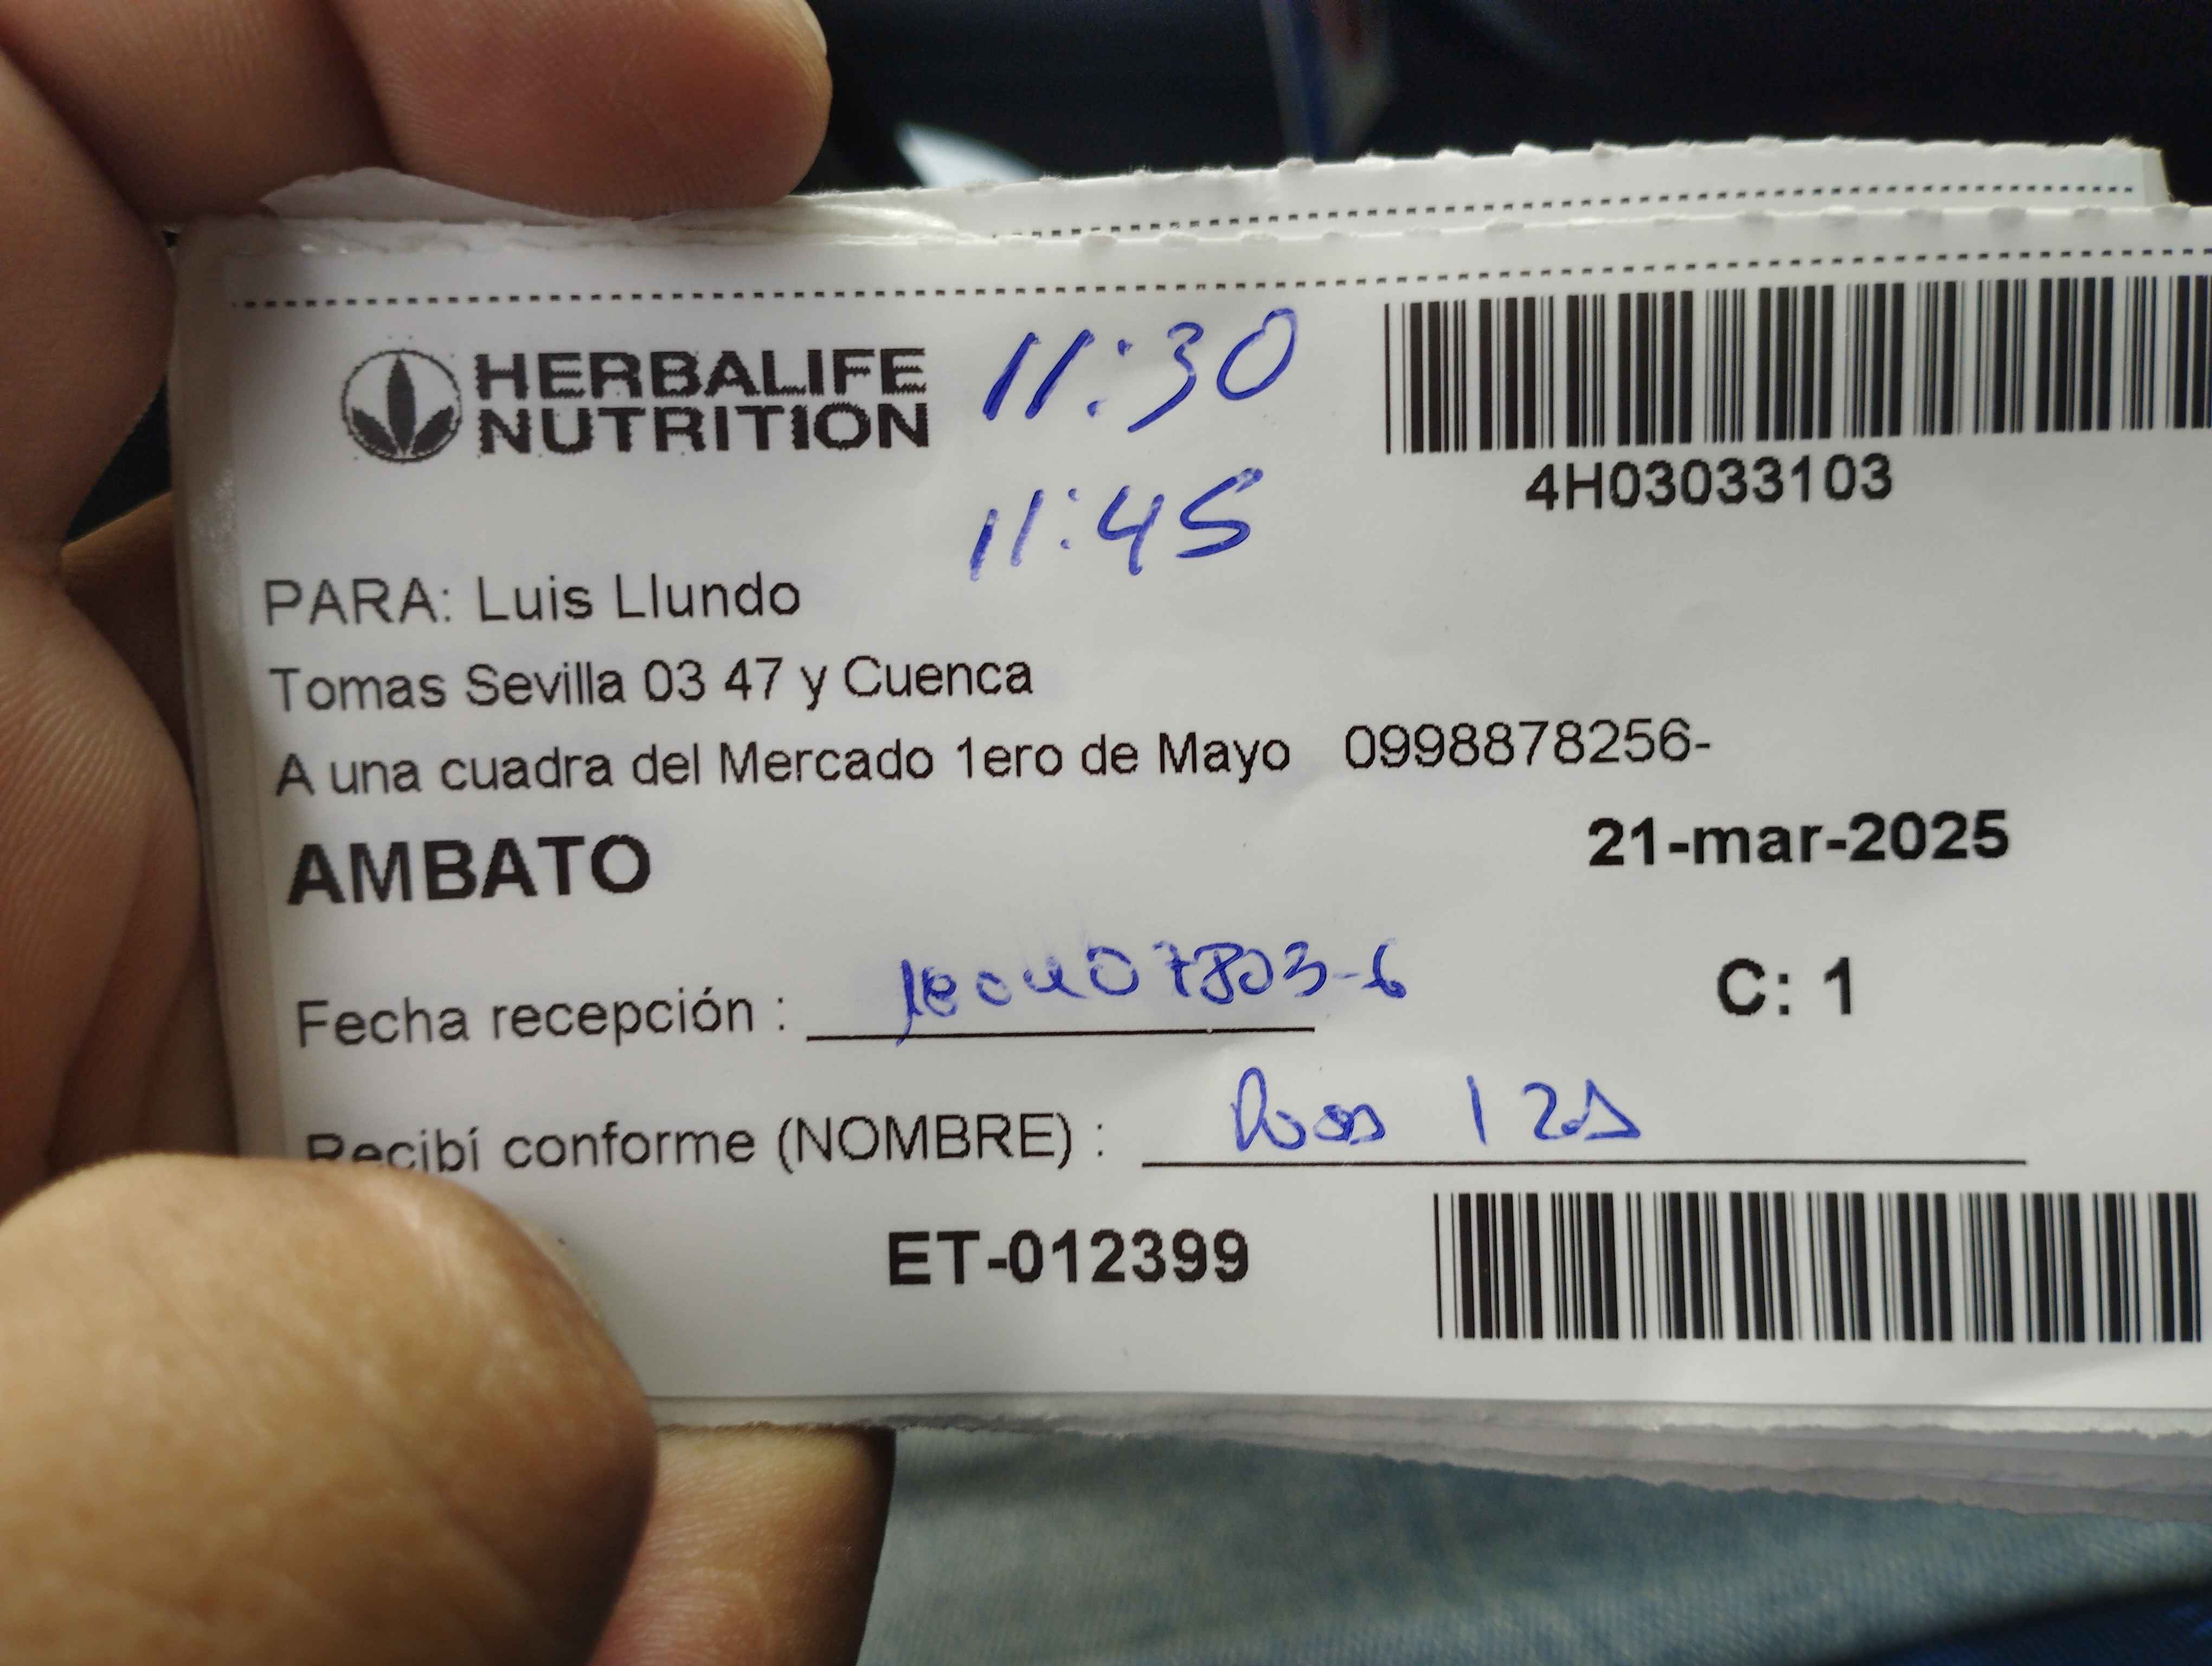 HERBALIFE
NUTRITION
11:30
4H03033103
11:45
PARA: Luis Llundo
Tomas Sevilla 03 47 y Cuenca
A una cuadra del Mercado 1ero de Mayo 0998878256-
AMBATO
21-mar-2025
Fecha recepción :
C: 1
Recibí conforme (NOMBRE) :
ET-012399